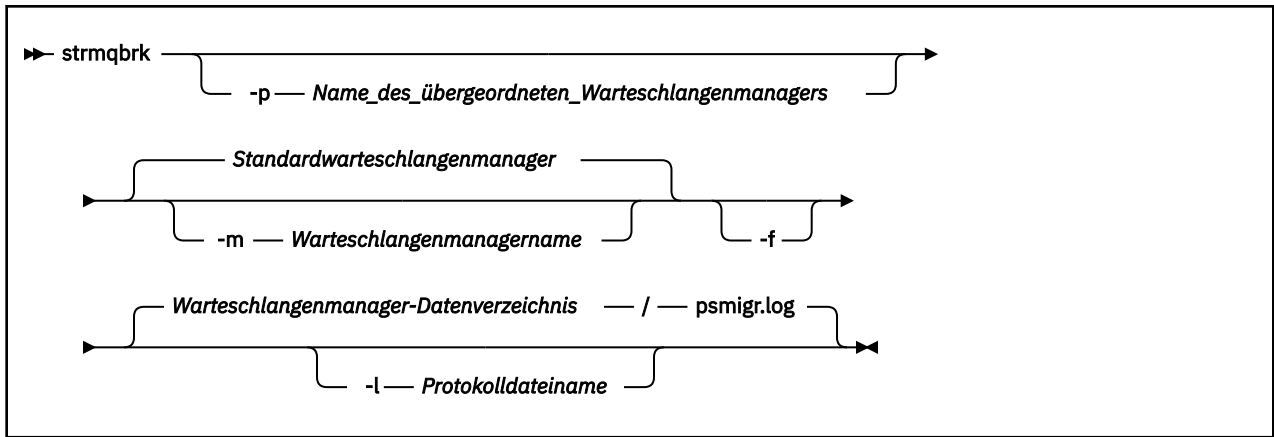 strmqbrk
-p Name_des_übergeordneten_Warteschlangenmanagers
Standardwarteschlangenmanager
-m Warteschlangenmanagername -f
Warteschlangenmanager-Datenverzeichnis / psmigr.log
-l Protokolldateiname